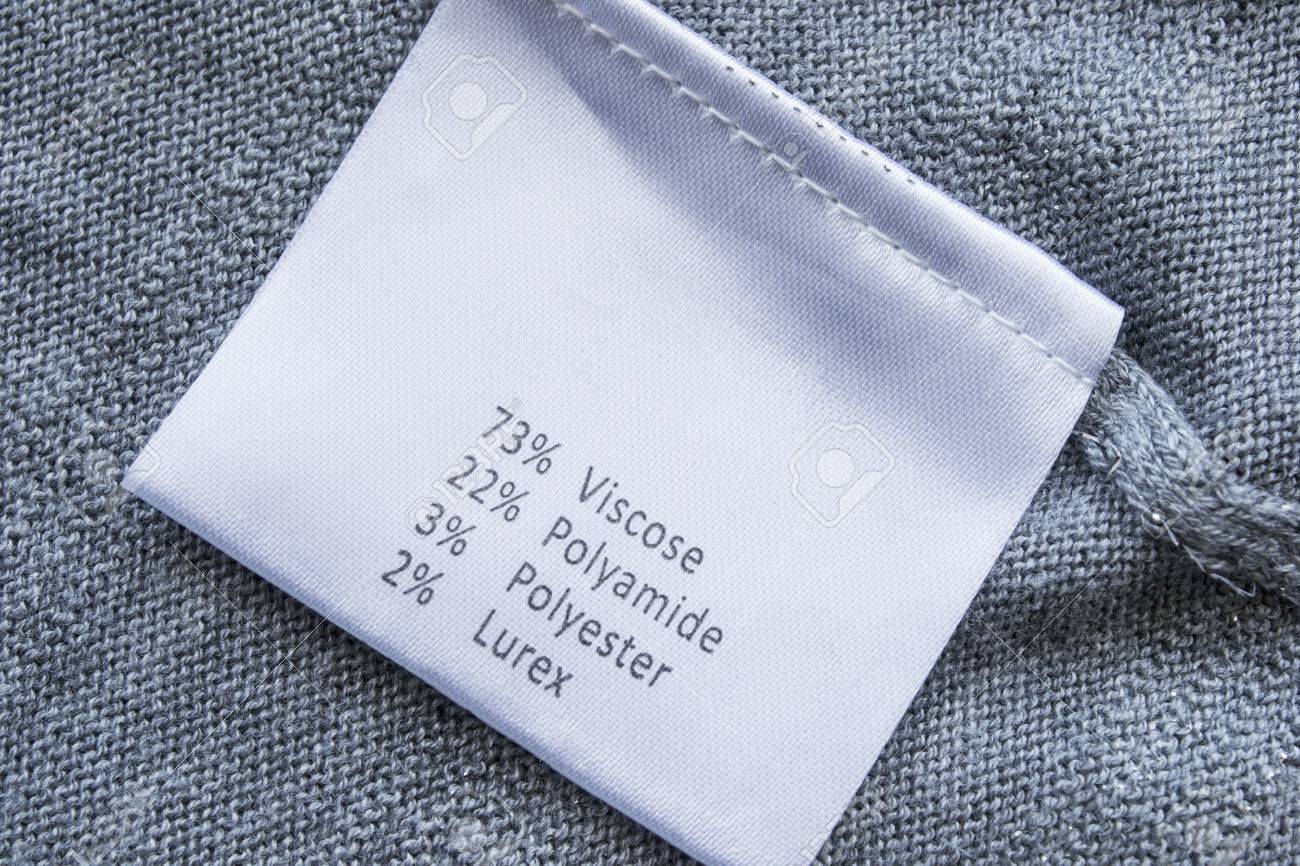 73% Viscose
22% Polyamide
3% Polyester
2% Lurex